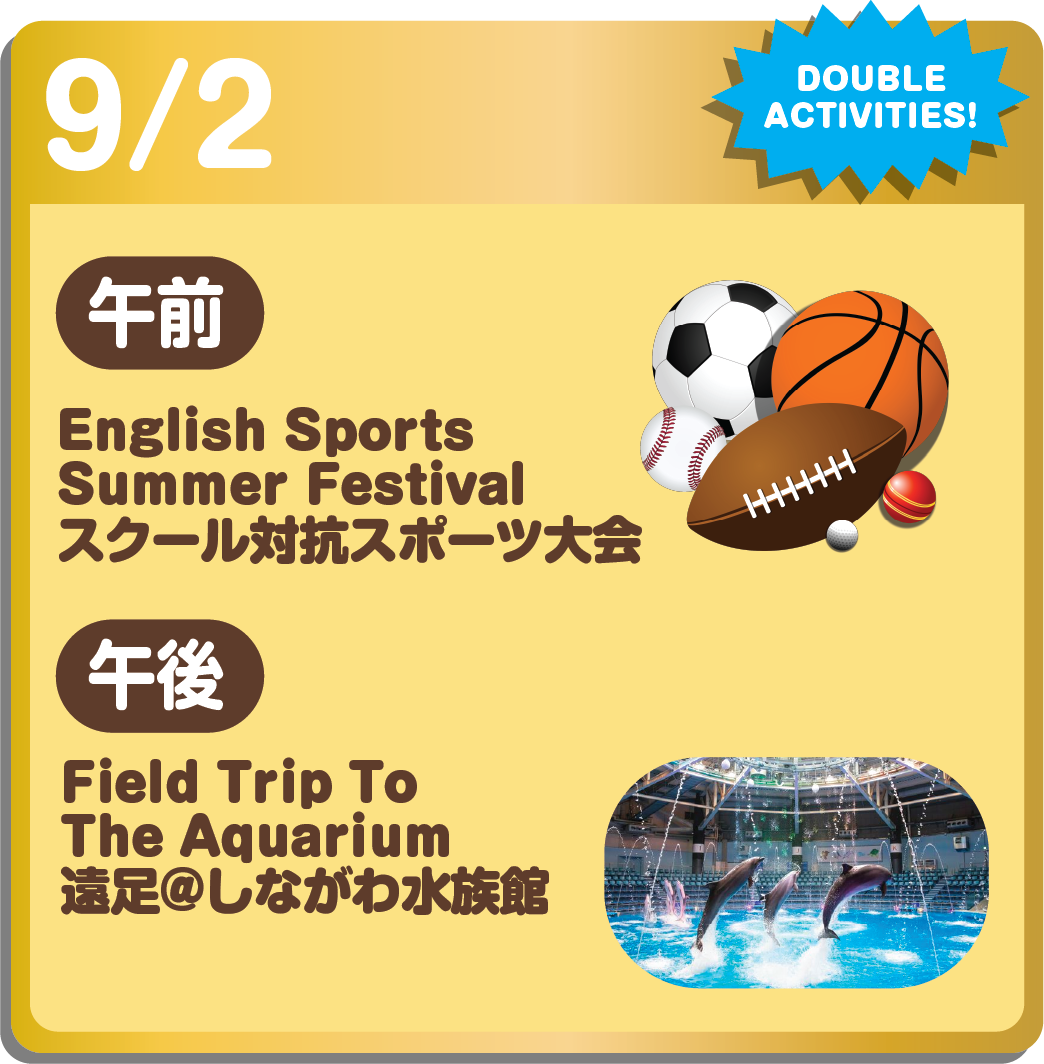 9/2
DOUBLE
ACTIVITIES!
午前
English Sports
Summer Festival
スクール対抗スポーツ大会
午後
Field Trip To
The Aquarium
遠足@しながわ水族館